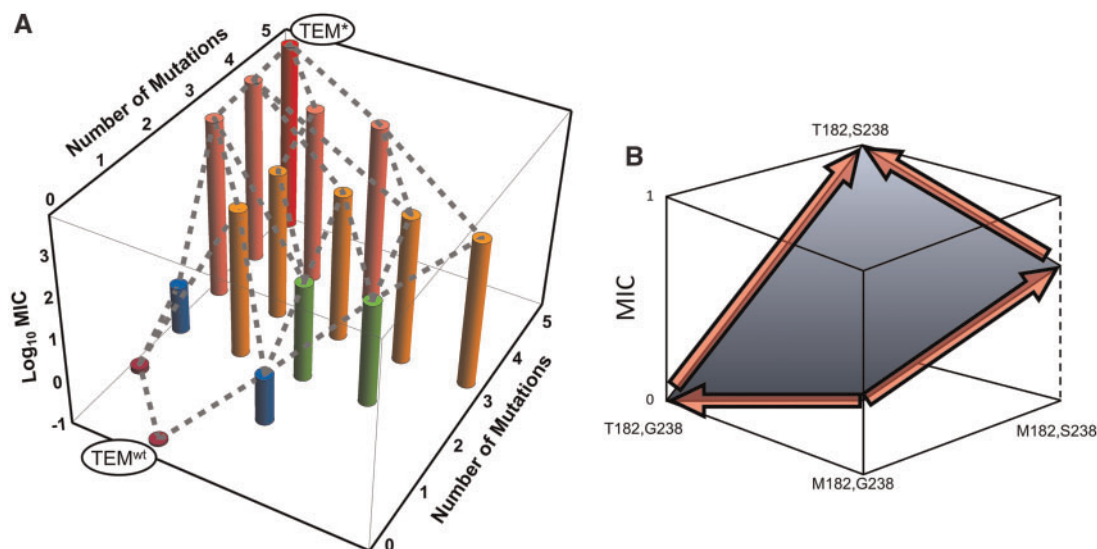 A
TEM*
Number of Mutations
5
4
3
2
1
0
Log10 MIC
3
2
1
0
-1
TEMwt
Number of Mutations
0
1
2
3
4
5
B
T182,S238
MIC
1
0
T182,G238
M182,S238
M182,G238